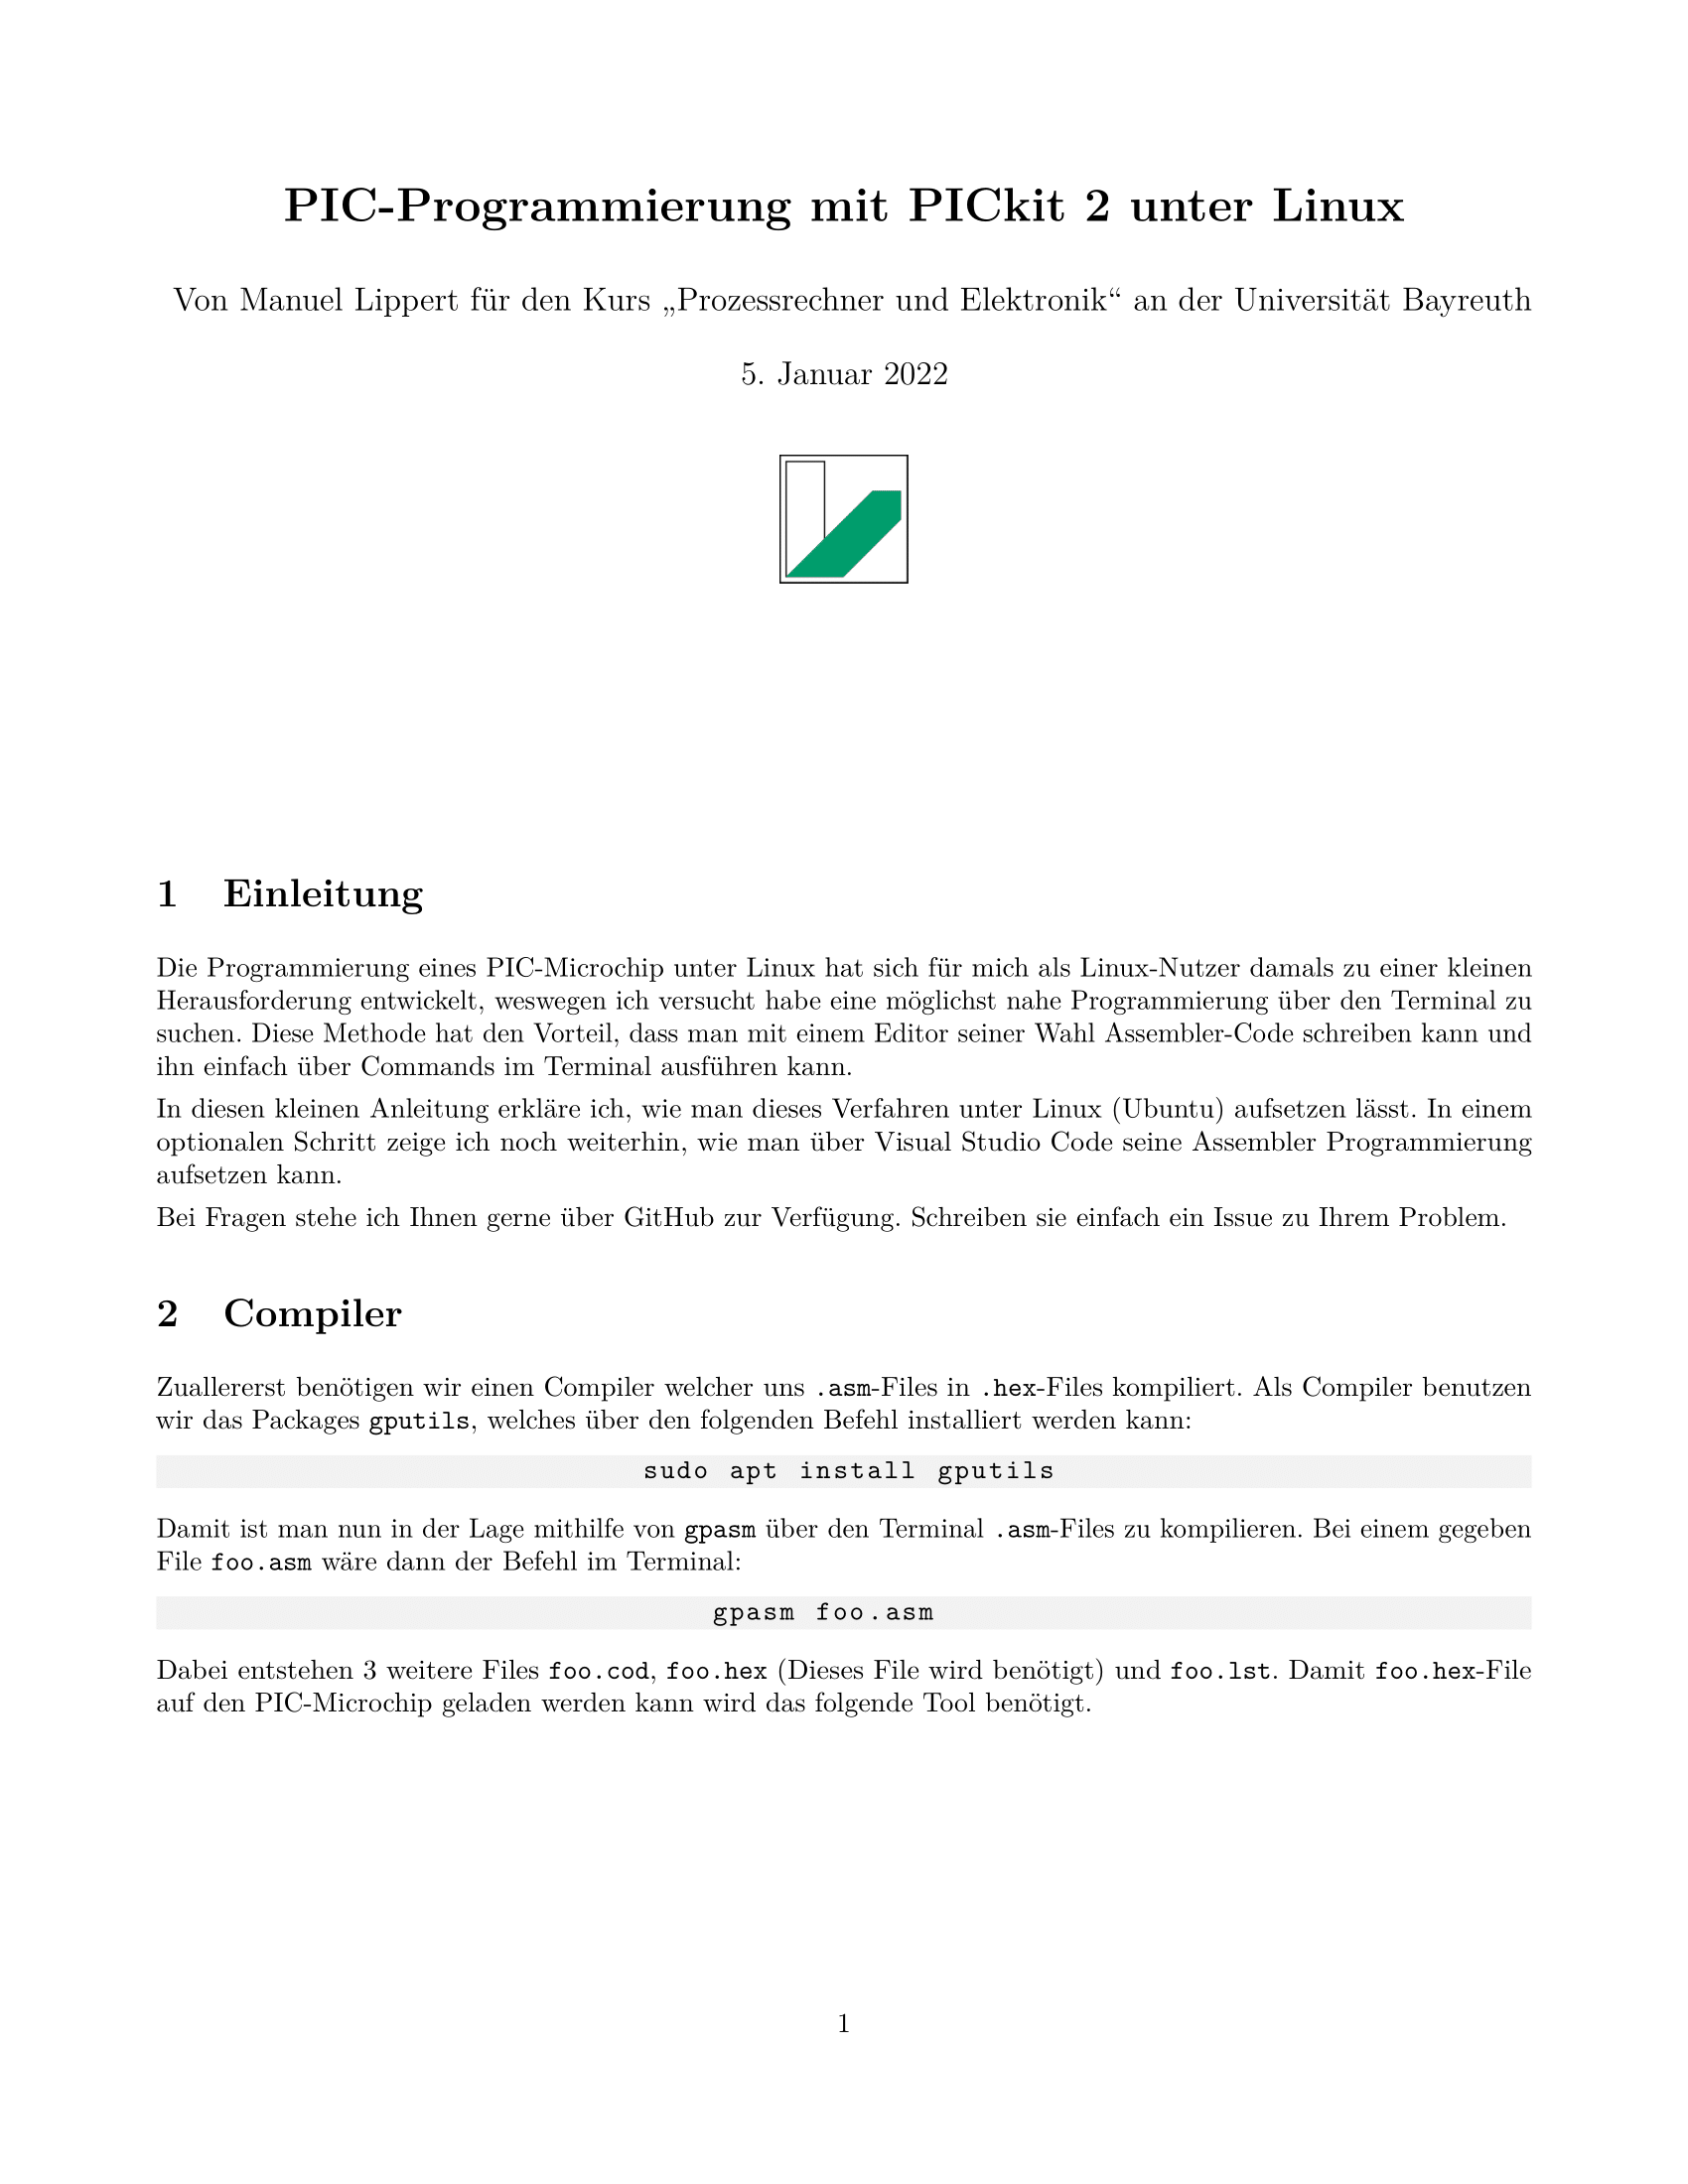 PIC-Programmierung mit PICkit 2 unter Linux
Von Manuel Lippert für den Kurs „Prozessrechner und Elektronik“ an der Universität Bayreuth
5. Januar 2022
1 Einleitung
Die Programmierung eines PIC-Microchip unter Linux hat sich für mich als Linux-Nutzer damals zu einer kleinen
Herausforderung entwickelt, weswegen ich versucht habe eine möglichst nahe Programmierung über den Terminal zu
suchen. Diese Methode hat den Vorteil, dass man mit einem Editor seiner Wahl Assembler-Code schreiben kann und
ihn einfach über Commands im Terminal ausführen kann.
In diesen kleinen Anleitung erkläre ich, wie man dieses Verfahren unter Linux (Ubuntu) aufsetzen lässt. In einem
optionalen Schritt zeige ich noch weiterhin, wie man über Visual Studio Code seine Assembler Programmierung
aufsetzen kann.
Bei Fragen stehe ich Ihnen gerne über GitHub zur Verfügung. Schreiben sie einfach ein Issue zu Ihrem Problem.
2 Compiler
Zuallererst benötigen wir einen Compiler welcher uns .asm-Files in .hex-Files kompiliert. Als Compiler benutzen
wir das Packages gputils, welches über den folgenden Befehl installiert werden kann:
sudo apt install gputils
Damit ist man nun in der Lage mithilfe von gpasm über den Terminal .asm-Files zu kompilieren. Bei einem gegeben
File foo.asm wäre dann der Befehl im Terminal:
gpasm foo.asm
Dabei entstehen 3 weitere Files foo.cod, foo.hex (Dieses File wird benötigt) und foo.lst. Damit foo.hex-File
auf den PIC-Microchip geladen werden kann wird das folgende Tool benötigt.
1